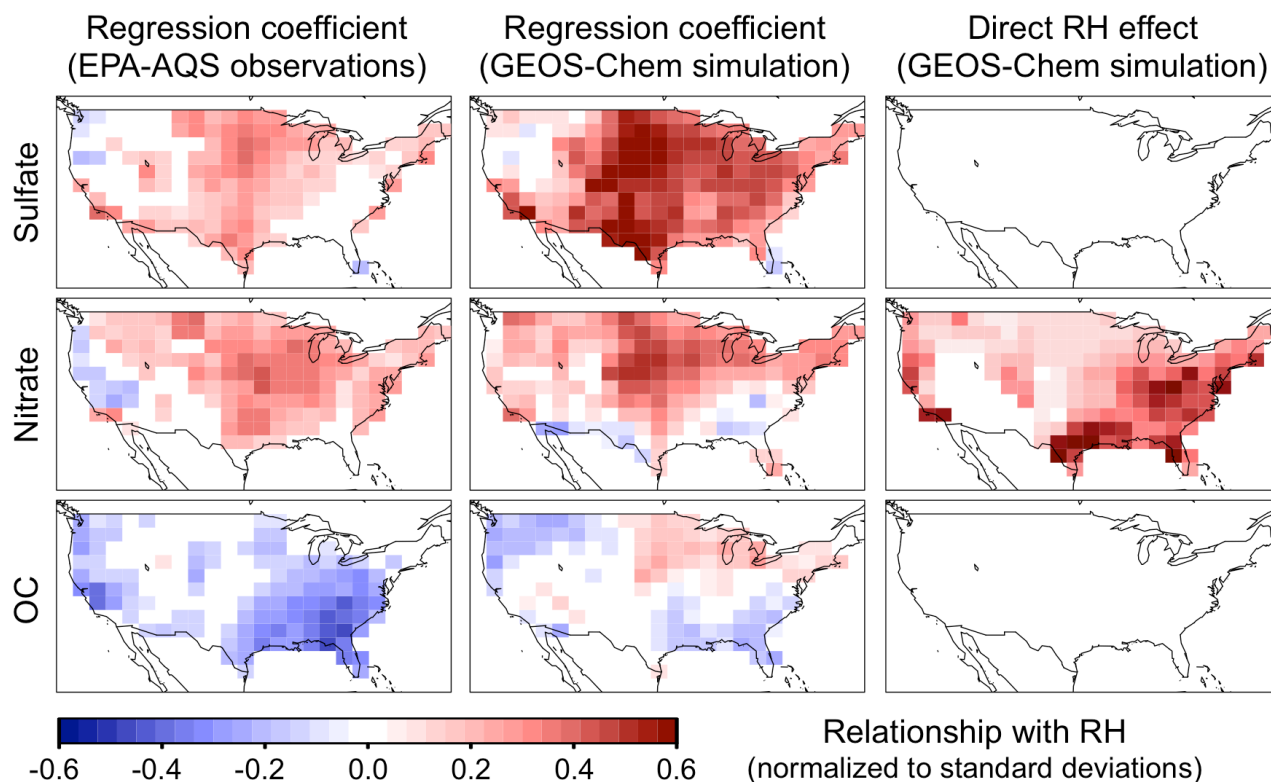 Regression coefficient
(EPA-AQS observations)
Regression coefficient
(GEOS-Chem simulation)
Direct RH effect
(GEOS-Chem simulation)
Sulfate
Nitrate
OC
-0.6 -0.4 -0.2 0.0 0.2 0.4 0.6
Relationship with RH
(normalized to standard deviations)